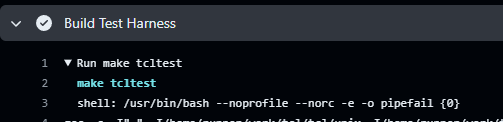 Build Test Harness
1 ▼ Run make tcltest
2 make tcltest
3 shell: /usr/bin/bash --noprofile --norc -e -o pipefail {0}
4